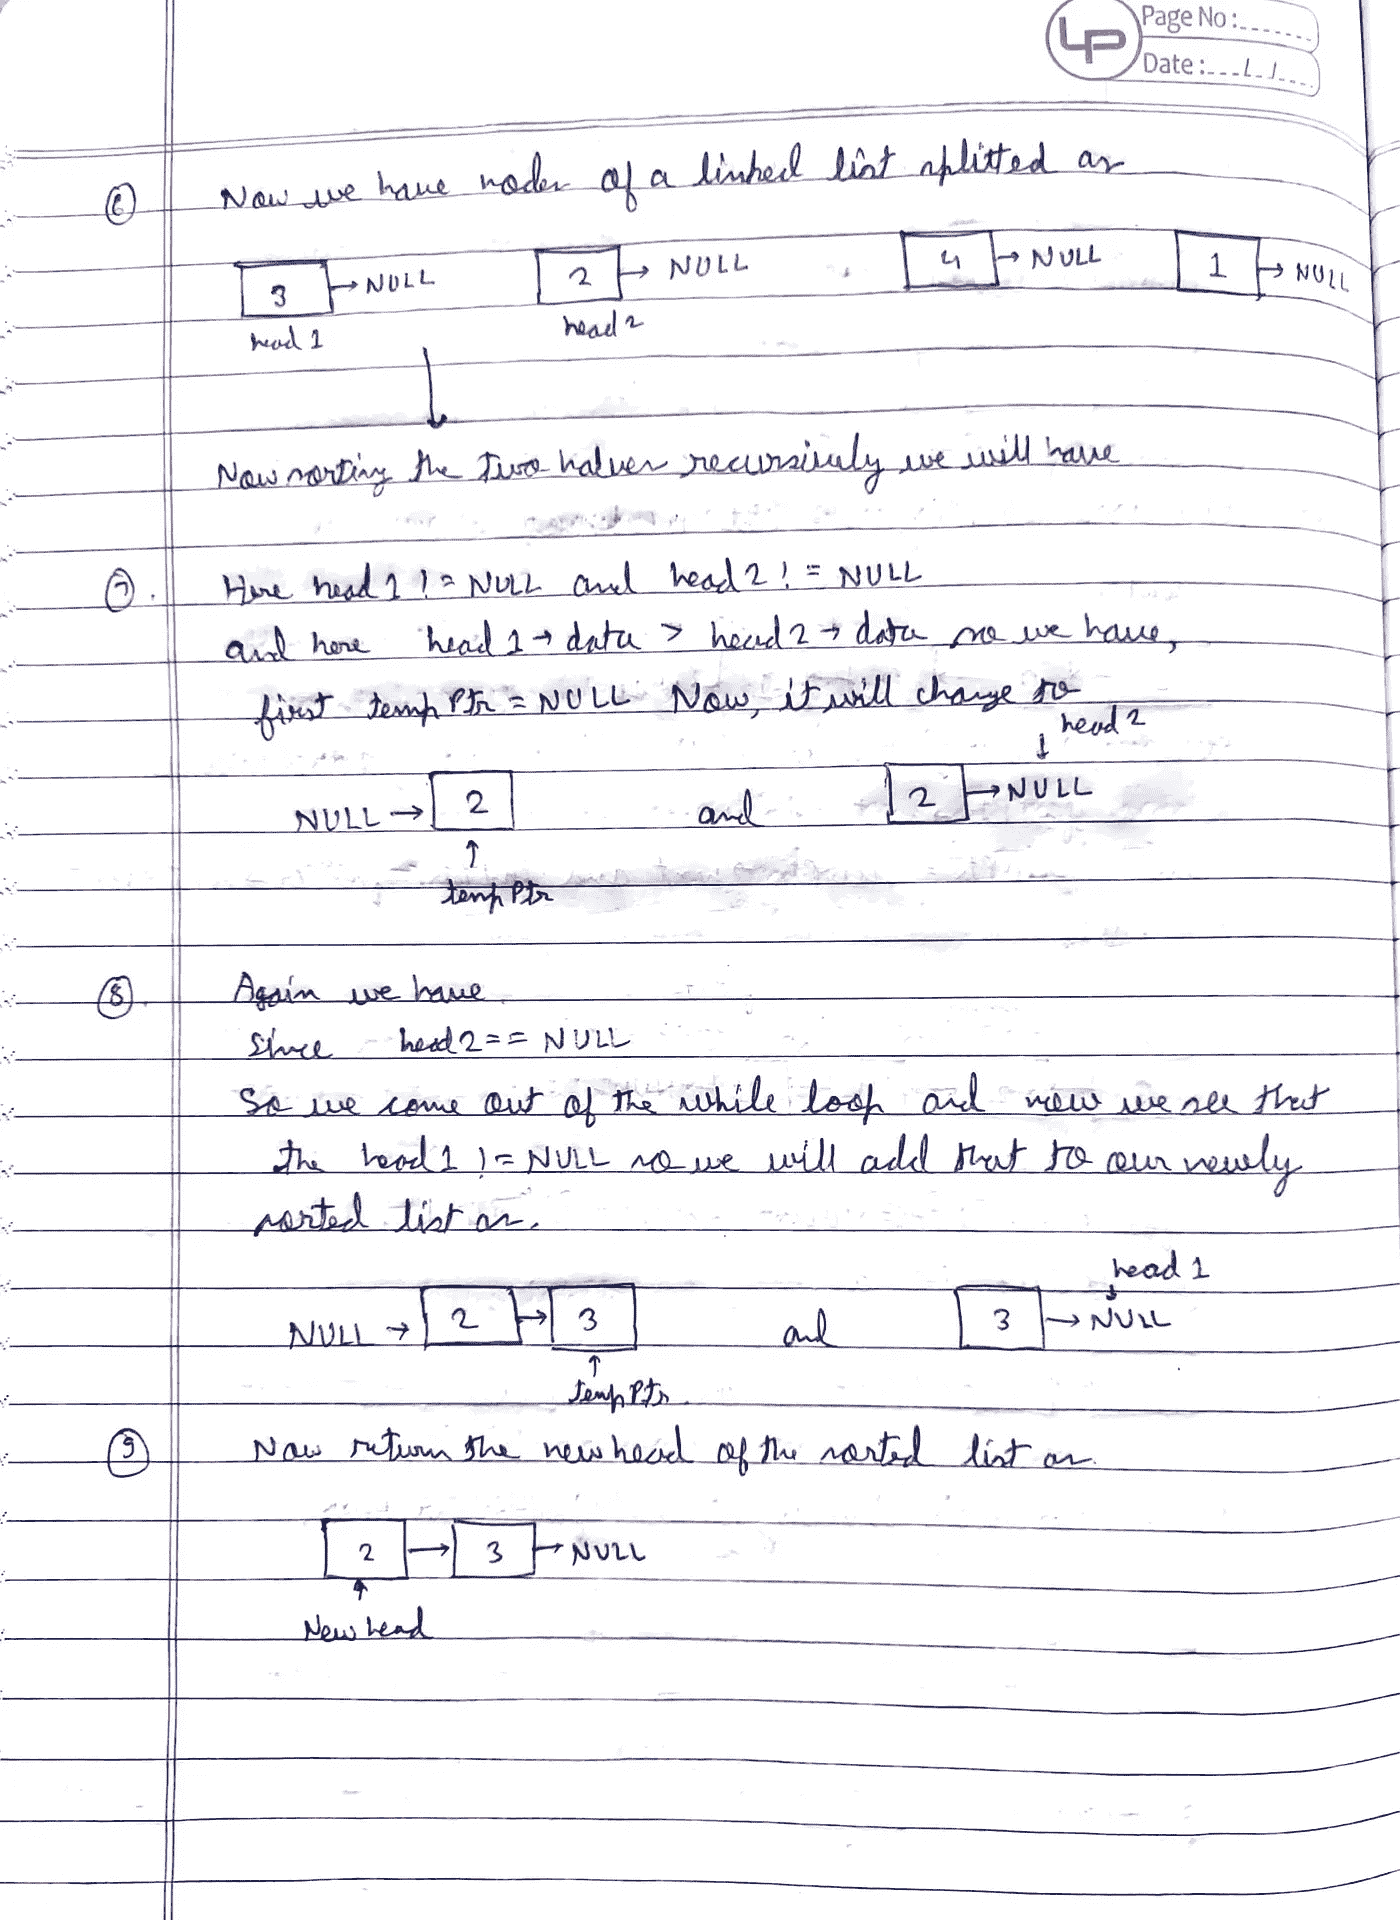 LP Page No:
Date: / /
6 Now we have nodes of a linked list splitted as
3 → NULL 2 → NULL 4 → NULL 1 → NULL
head 1 head 2
Now sorting the two halves recursively we will have
7. Here head 1 != NULL and head 2 != NULL
and here head 1 → data > head 2 → data so we have,
first temp Ptr = NULL Now, it will change to
head 2
NULL → 2 and 2 → NULL
temp Ptr
8. Again we have
Since head 2 == NULL
So we come out of the while loop and now we see that
the head 1 != NULL so we will add that to our newly
sorted list as.
head 1
NULL → 2 → 3 and 3 → NULL
temp Ptr.
9 Now return the new head of the sorted list as.
2 → 3 → NULL
New head